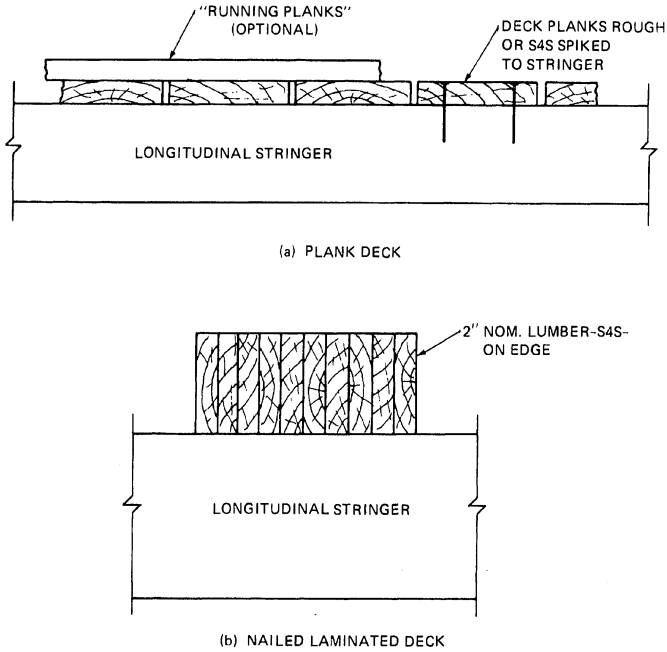 "RUNNING PLANKS"
(OPTIONAL)
DECK PLANKS ROUGH
OR S4S SPIKED
TO STRINGER
LONGITUDINAL STRINGER
(a) PLANK DECK
2" NOM. LUMBER-S4S-
ON EDGE
LONGITUDINAL STRINGER
(b) NAILED LAMINATED DECK